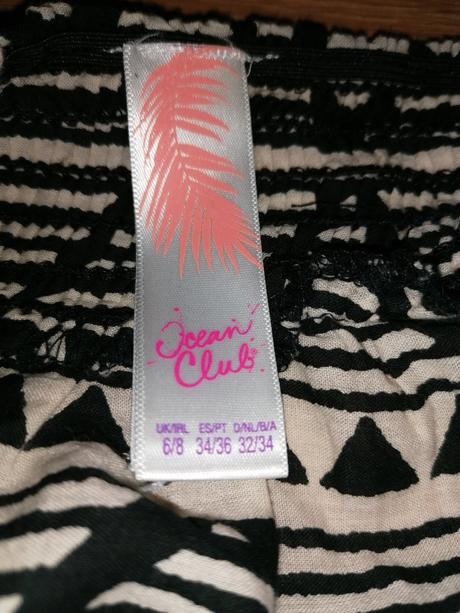 Ocean
Club®
UK/IRL ES/PT D/NL/B/A
6/8 34/36 32/34